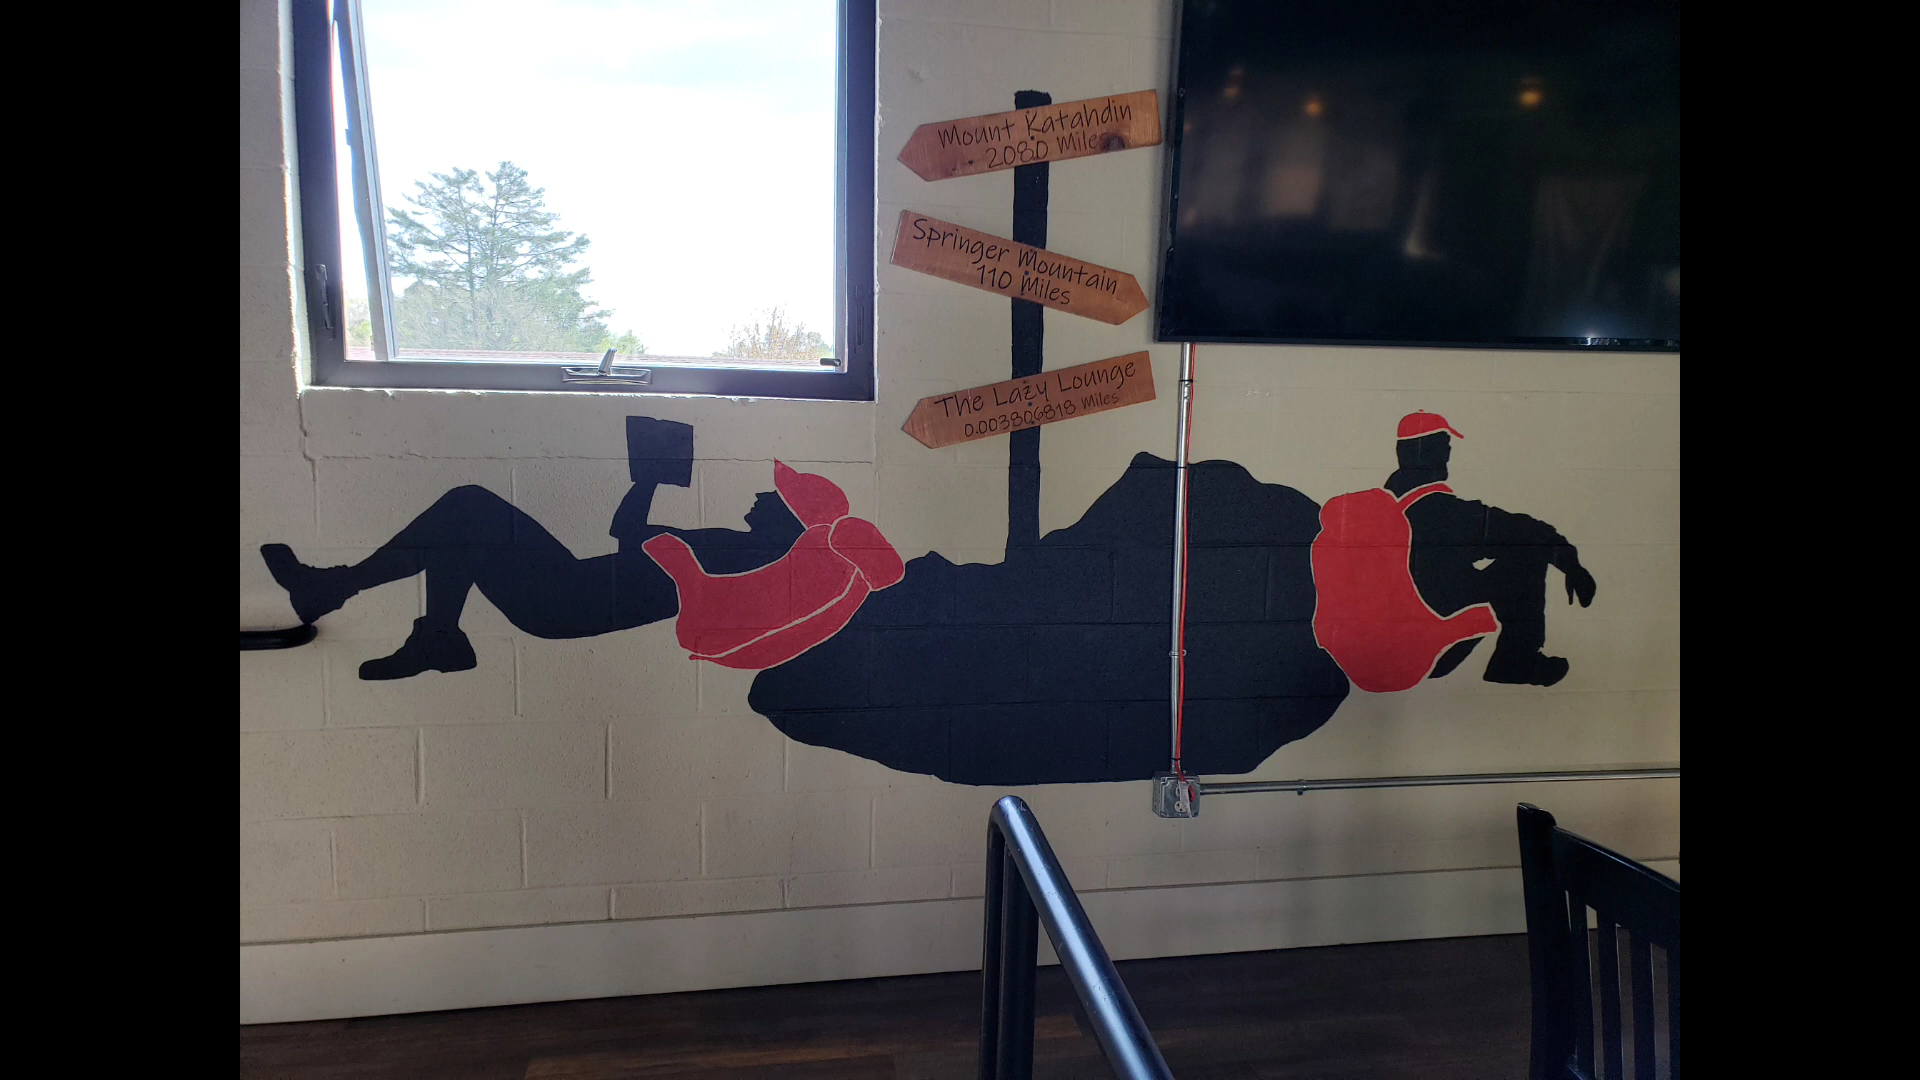 Mount Katahdin
2080 Miles
Springer Mountain
110 Miles
The Lazy Lounge
0.003806818 Miles